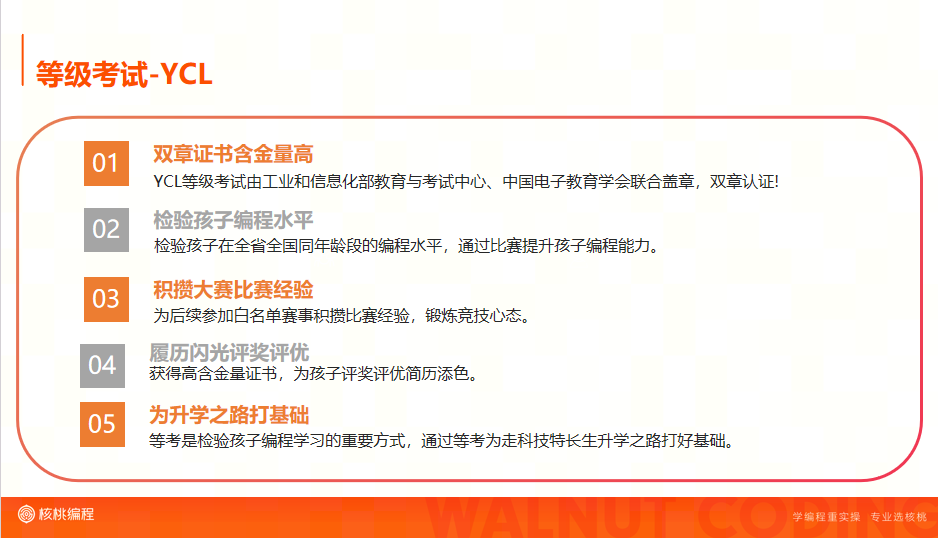 等级考试-YCL
01
双章证书含金量高
YCL等级考试由工业和信息化部教育与考试中心、中国电子教育学会联合盖章，双章认证!
02
检验孩子编程水平
检验孩子在全省全国同年龄段的编程水平，通过比赛提升孩子编程能力。
03
积攒大赛比赛经验
为后续参加白名单赛事积攒比赛经验，锻炼竞技心态。
04
履历闪光评奖评优
获得高含金量证书，为孩子评奖评优简历添色。
05
为升学之路打基础
等考是检验孩子编程学习的重要方式，通过等考为走科技特长生升学之路打好基础。
核桃编程
WALNUT CODING
学编程重实操 专业选核桃